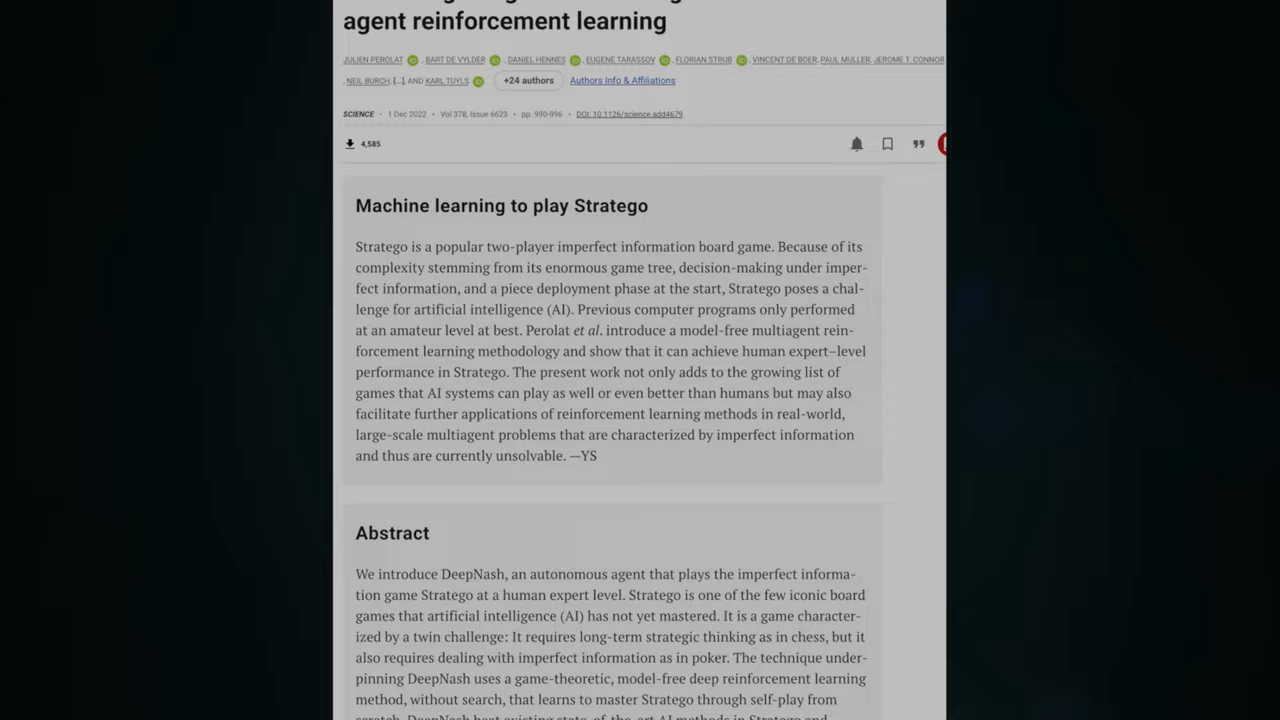 agent reinforcement learning
JULIEN PEROLAT, BART DE VYLDER, DANIEL HENNES, EUGENE TARASSOV, FLORIAN STRUB, VINCENT DE BOER, PAUL MULLER, JEROME T. CONNOR
, NEIL BURCH, [...], AND KARL TUYLS +24 authors Authors Info & Affiliations
SCIENCE • 1 Dec 2022 • Vol 378, Issue 6623 • pp. 990-996 • DOI: 10.1126/science.add4679
4,585
Machine learning to play Stratego
Stratego is a popular two-player imperfect information board game. Because of its
complexity stemming from its enormous game tree, decision-making under imper-
fect information, and a piece deployment phase at the start, Stratego poses a chal-
lenge for artificial intelligence (AI). Previous computer programs only performed
at an amateur level at best. Perolat et al. introduce a model-free multiagent rein-
forcement learning methodology and show that it can achieve human expert–level
performance in Stratego. The present work not only adds to the growing list of
games that AI systems can play as well or even better than humans but may also
facilitate further applications of reinforcement learning methods in real-world,
large-scale multiagent problems that are characterized by imperfect information
and thus are currently unsolvable. —YS
Abstract
We introduce DeepNash, an autonomous agent that plays the imperfect informa-
tion game Stratego at a human expert level. Stratego is one of the few iconic board
games that artificial intelligence (AI) has not yet mastered. It is a game character-
ized by a twin challenge: It requires long-term strategic thinking as in chess, but it
also requires dealing with imperfect information as in poker. The technique under-
pinning DeepNash uses a game-theoretic, model-free deep reinforcement learning
method, without search, that learns to master Stratego through self-play from
scratch. DeepNash beat existing state-of-the-art AI methods in Stratego and